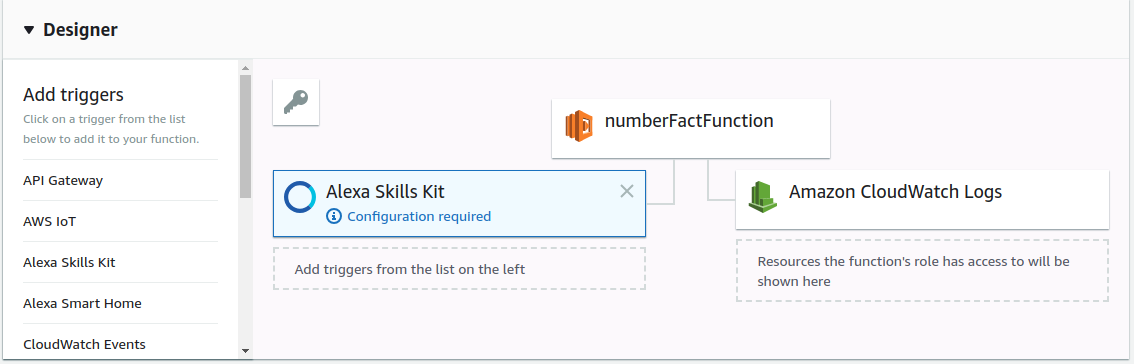 Designer
Add triggers
Click on a trigger from the list
below to add it to your function.
API Gateway
AWS IoT
Alexa Skills Kit
Alexa Smart Home
CloudWatch Events
numberFactFunction
Alexa Skills Kit
Configuration required
Add triggers from the list on the left
Amazon CloudWatch Logs
Resources the function's role has access to will be
shown here